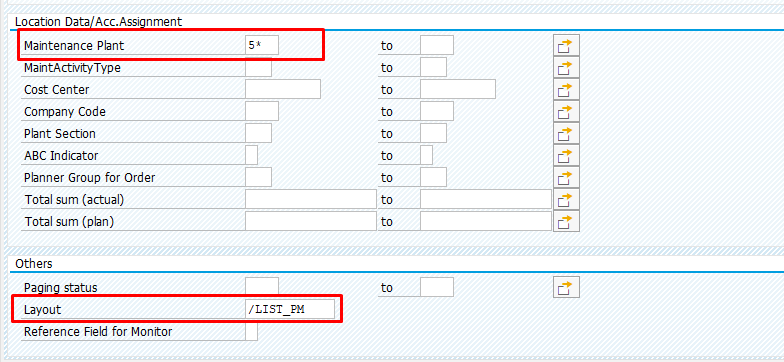 Location Data/Acc.Assignment
Maintenance Plant 5* to
MaintActivityType to
Cost Center to
Company Code to
Plant Section to
ABC Indicator to
Planner Group for Order to
Total sum (actual) to
Total sum (plan) to
Others
Paging status to
Layout /LIST_PM
Reference Field for Monitor